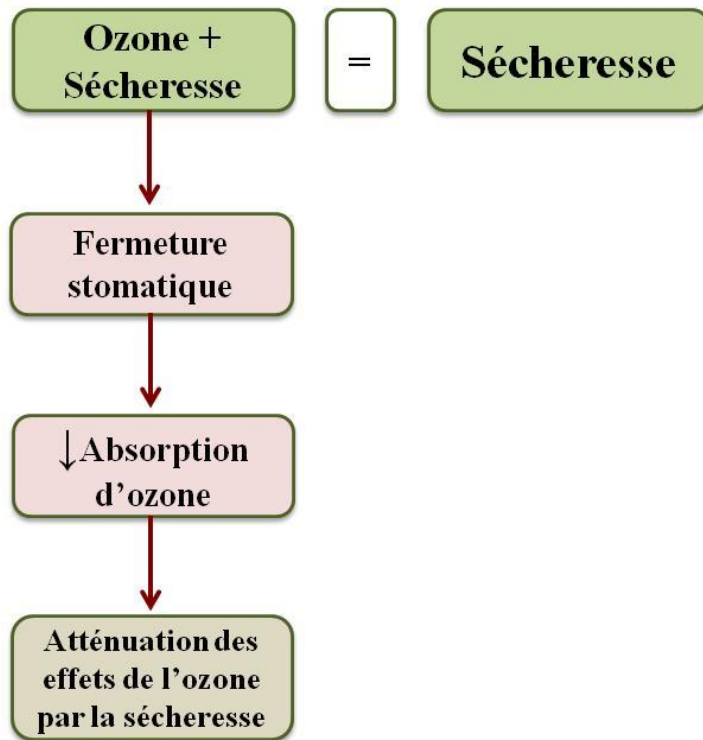 Ozone +
Sécheresse
=
Sécheresse
Fermeture
stomatique
↓Absorption
d’ozone
Atténuation des
effets de l’ozone
par la sécheresse